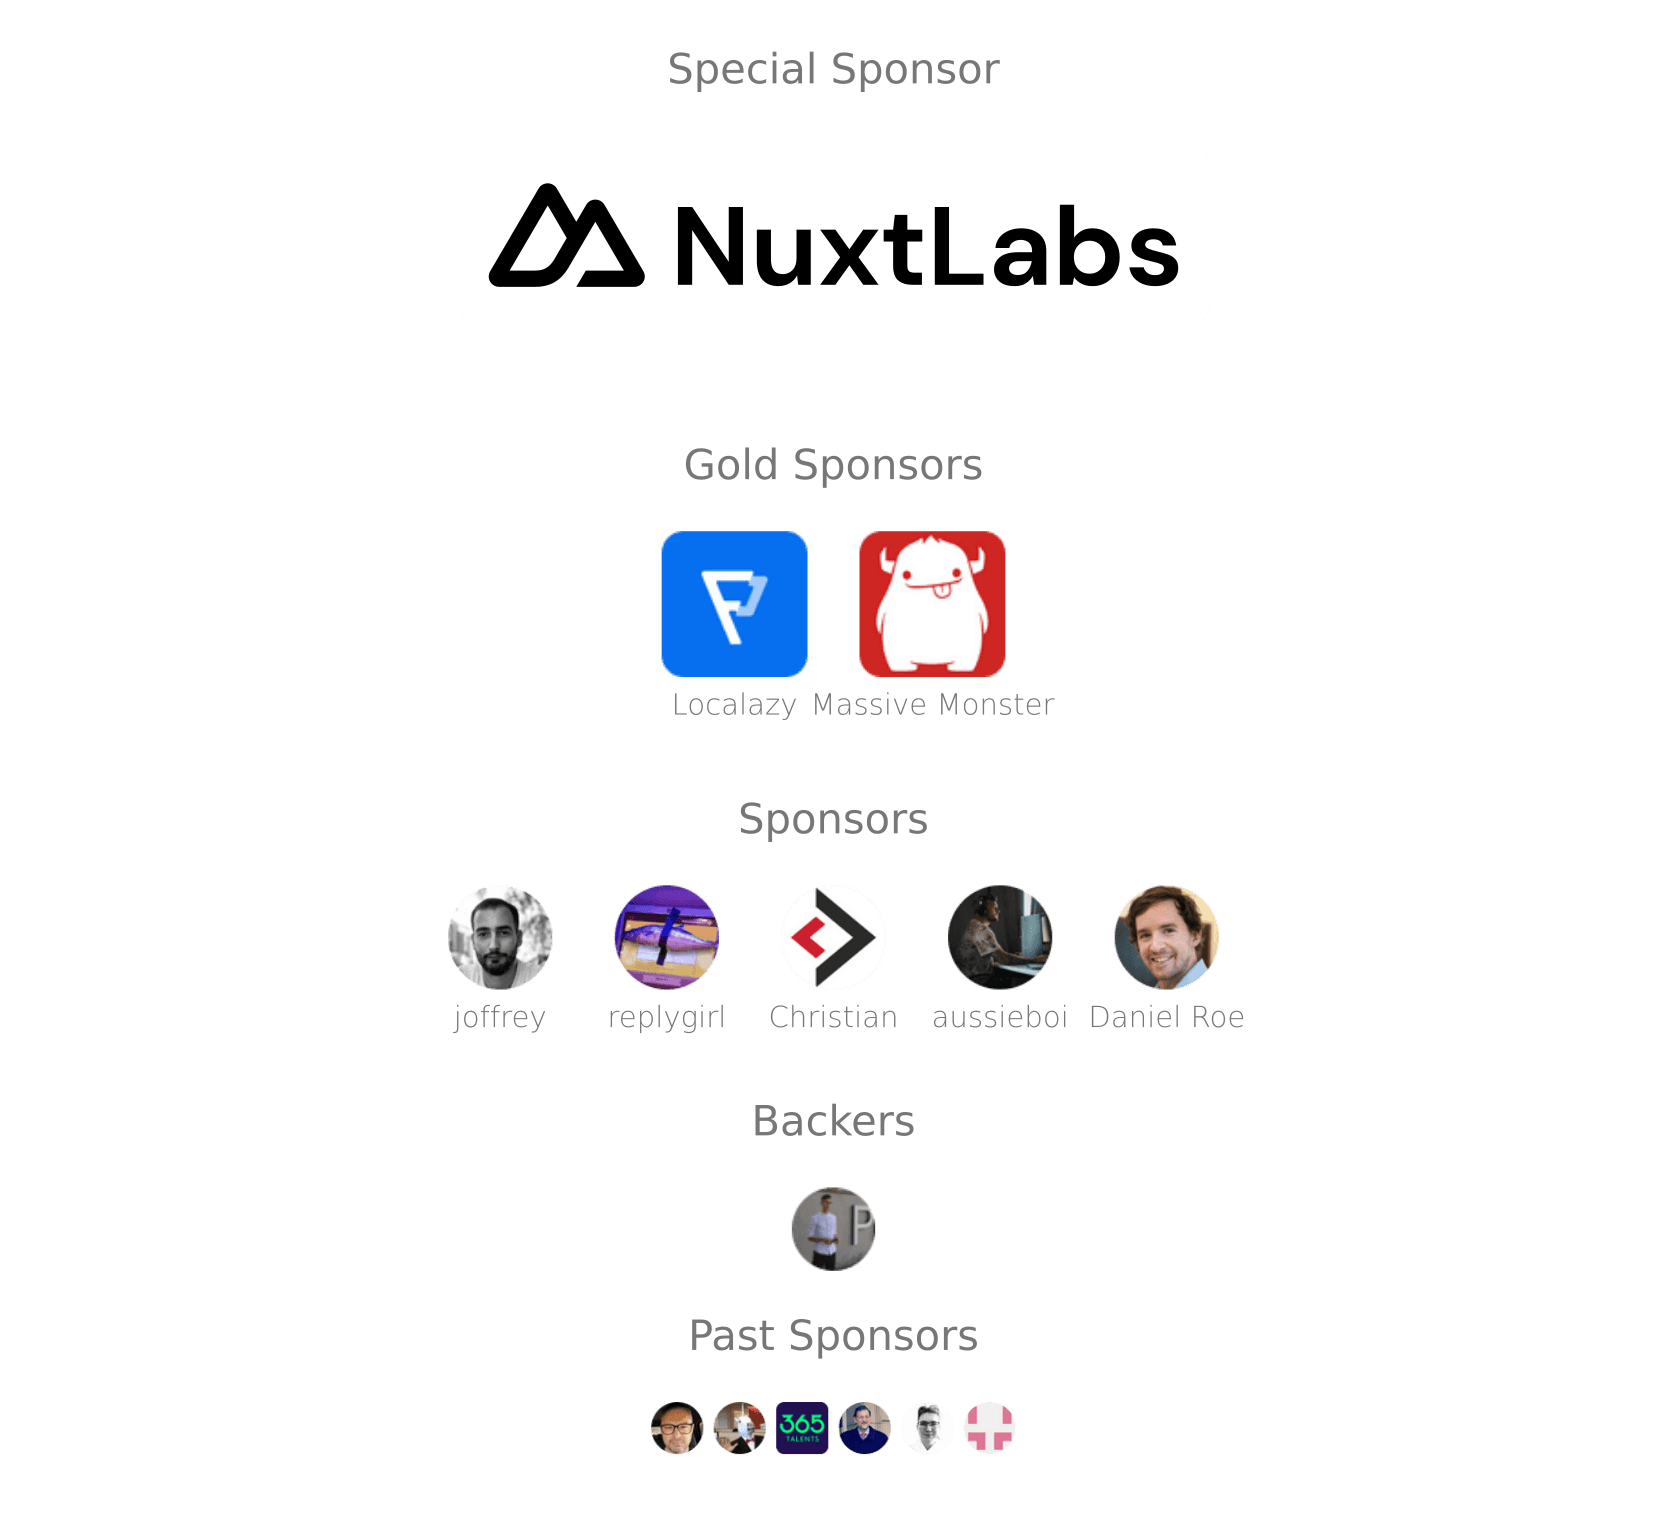 Special Sponsor
NuxtLabs
Gold Sponsors
Localazy Massive Monster
Sponsors
joffrey replygirl Christian aussieboi Daniel Roe
Backers
P
Past Sponsors
365
TALENTS